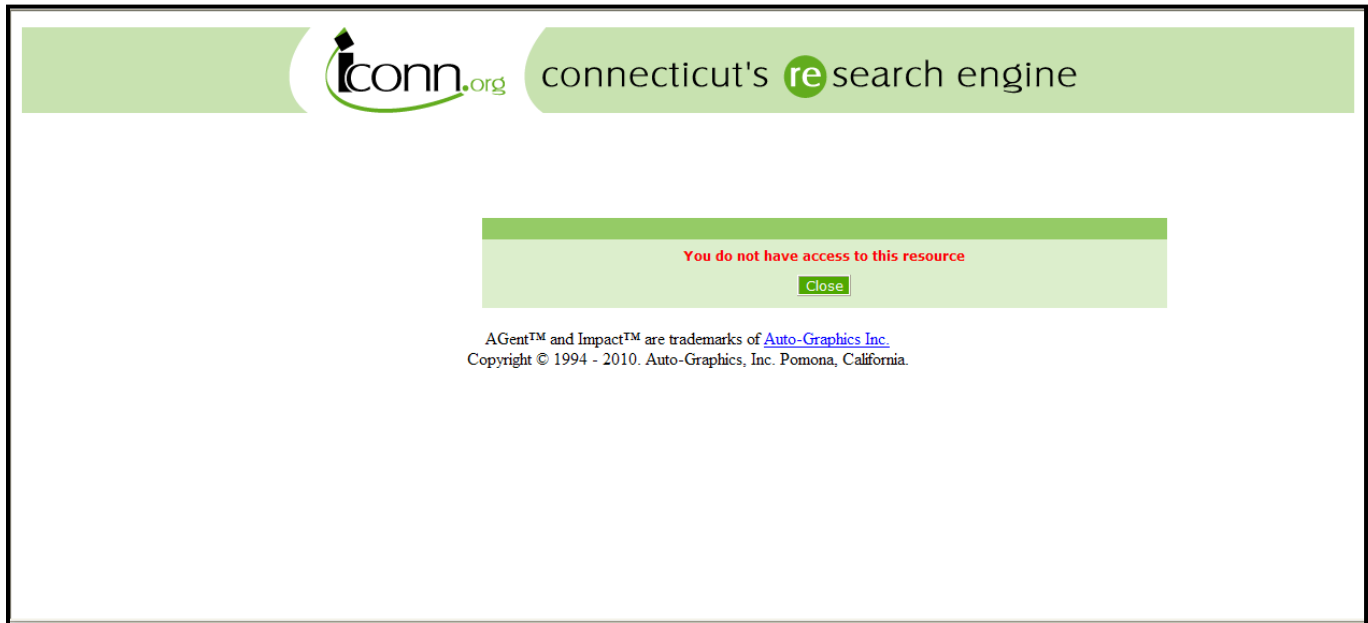 iconn.org connecticut's research engine
You do not have access to this resource
Close
AGent™ and Impact™ are trademarks of Auto-Graphics Inc.
Copyright © 1994 - 2010. Auto-Graphics, Inc. Pomona, California.